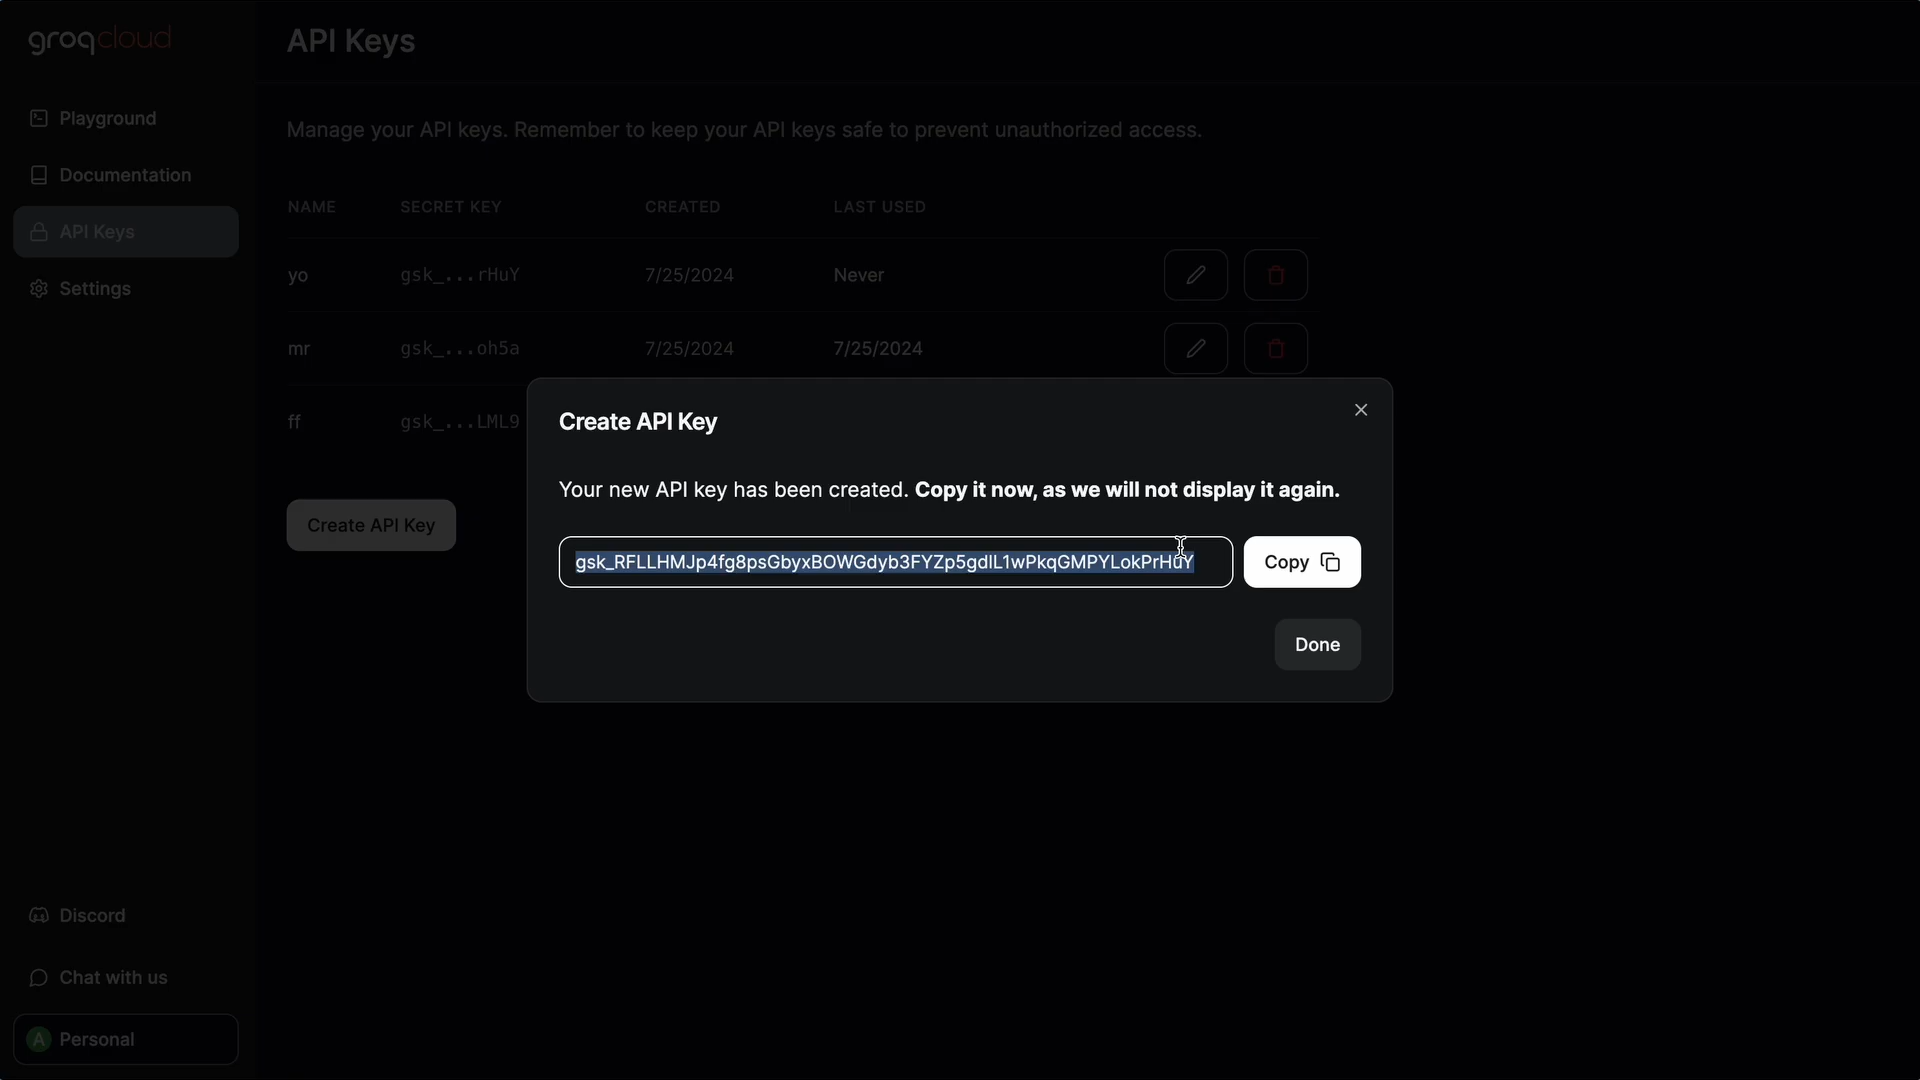 groqcloud
API Keys
Playground
Documentation
API Keys
Settings
Manage your API keys. Remember to keep your API keys safe to prevent unauthorized access.
NAME SECRET KEY CREATED LAST USED
yo gsk_...rHuY 7/25/2024 Never
mr gsk_...oh5a 7/25/2024 7/25/2024
ff gsk_...LML9
Create API Key
Create API Key
Your new API key has been created. Copy it now, as we will not display it again.
Copy
Done
Discord
Chat with us
A Personal